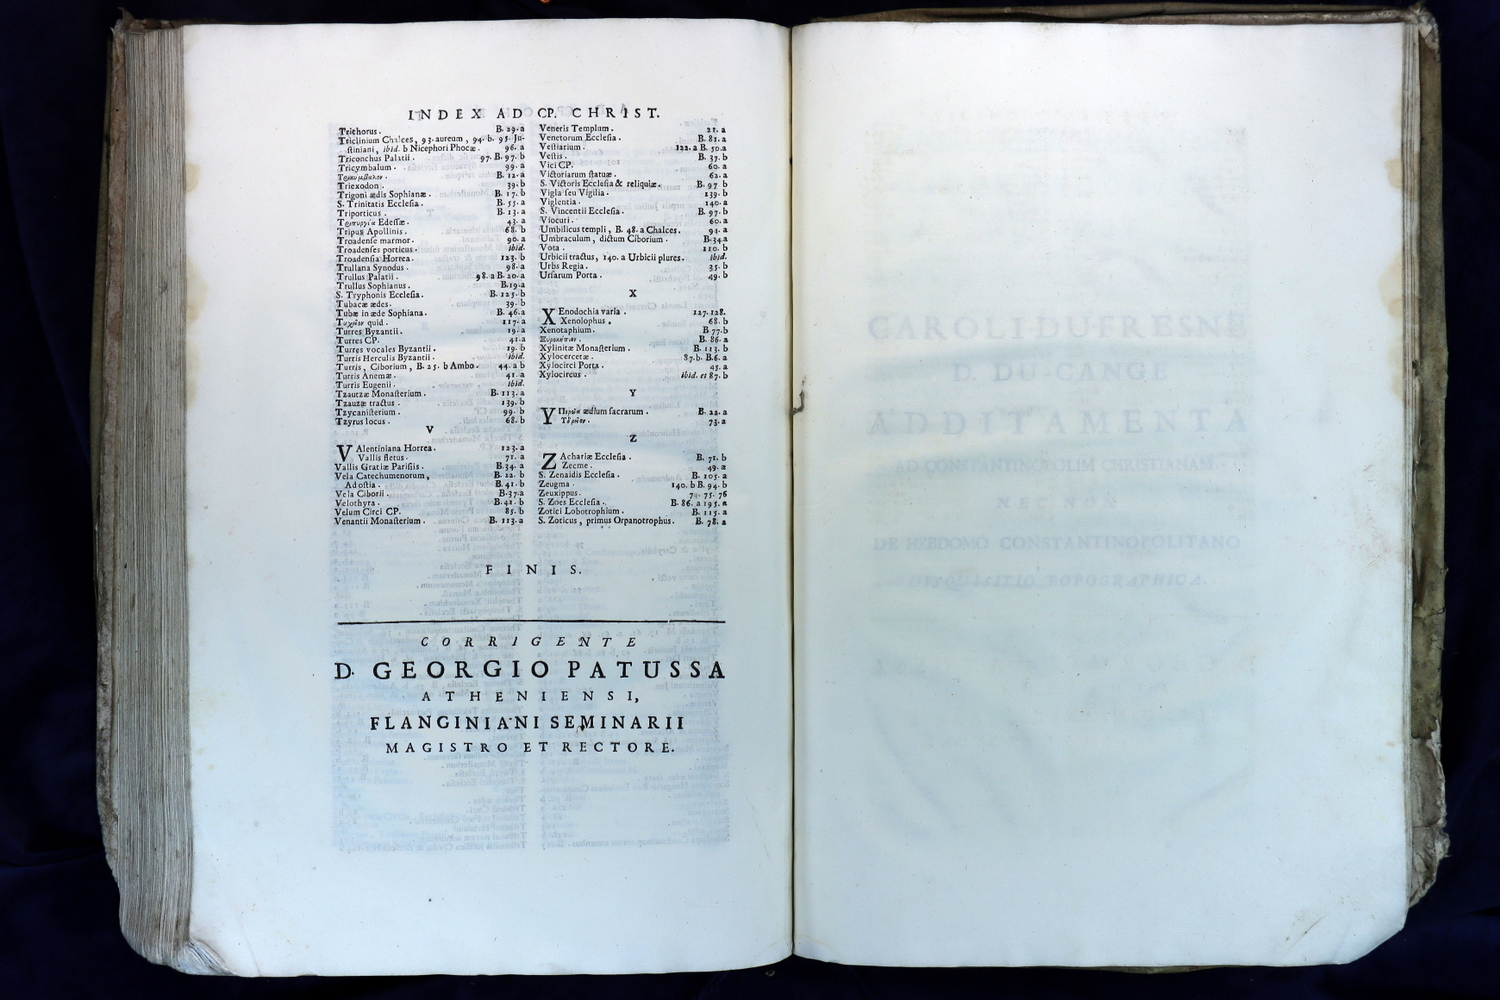 INDEX AD CP. CHRIST.
Trichorus. B. 29. a
Triclinium Chalces, 93. aureum, 94. b. 95. Ju-
stiniani, ibid. b Nicephori Phocæ. 96. a
Triconchus Palatii. 97. B. 97. b
Tricymbalum. 99. a
B. 12. a
Triexodon. 39. b
Trigoni ædis Sophianæ. B. 17. b
S. Trinitatis Ecclesia. B. 55. a
Triporticus. B. 13. a
Edessæ. 43. a
Tripus Apollinis. 68. b
Troadense marmor. 90. a
Troadenses porticus. ibid.
Troadensia Horrea. 123. b
Trullana Synodus. 98. a
Trullus Palatii. 98. a B. 20. a
Trullus Sophianus. B. 19. a
S. Tryphonis Ecclesia. B. 125. b
Tubacæ ædes. 39. b
Tubæ in æde Sophiana. B. 46. a
quid. 117. a
Turres Byzantii. 19. a
Turres CP. 41. a
Turres vocales Byzantii. 19. b
Turris Herculis Byzantii. ibid.
Turris, Ciborium, B. 25. b Ambo. 44. a b
Turris Anemæ. 41. a
Turris Eugenii. ibid.
Tzautzæ Monasterium. B. 113. a
Tzauzæ tractus. 139. b
Tzycanisterium. 99. b
Tzyrus locus. 68. b
V
VAlentiniana Horrea. 123. a
Vallis fletus. 71. a
Vallis Gratiæ Parisiis. B. 34. a
Vela Catechumenorum, B. 22. b
Ad ostia. B. 41. b
Vela Ciborii. B. 37. a
Velothyra. B. 41. b
Velum Circi CP. 85. b
Venantii Monasterium. B. 113. a
Veneris Templum. 21. a
Venetorum Ecclesia. B. 81. a
Vestiarium. 122. a B. 50. a
Vestis. B. 37. b
Vici CP. 60. a
Victoriarum statuæ. 62. a
S. Victoris Ecclesia & reliquiæ. B. 97 b
Vigla seu Vigilia. 139. b
Viglentia. 140. a
S. Vincentii Ecclesia. B. 97. b
Viocuri. 60. a
Umbilicus templi, B. 48. a Chalces. 94. a
Umbraculum, dictum Ciborium. B. 34 a
Vota. 110. b
Urbicii tractus, 140. a Urbicii plures. ibid.
Urbs Regia. 35. b
Ursarum Porta. 49. b
X
XEnodochia varia. 127. 128.
Xenolophus. 68. b
Xenotaphium. B. 77. b
B. 86. a
Xylinitæ Monasterium. B. 113. b
Xylocercetæ. 87. b. B. 6. a
Xylocirci Porta. 45. a
Xylocircus. ibid. et 87. b
Y
Y ædium sacrarum. B. 22. a
73. a
Z
ZAchariæ Ecclesia. B. 71. b
Zecme. 49. a
S. Zenaidis Ecclesia. B. 105. a
Zeugma. 140. b B. 94. b
Zeuxippus. 74. 75. 76
S. Zoes Ecclesia. B. 86. a 195. a
Zotici Lobotrophium. B. 115. a
S. Zoticus, primus Orpanotrophus. B. 78. a
FINIS.
CORRIGENTE
D. GEORGIO PATUSSA
ATHENIENSI,
FLANGINIANI SEMINARII
MAGISTRO ET RECTORE.